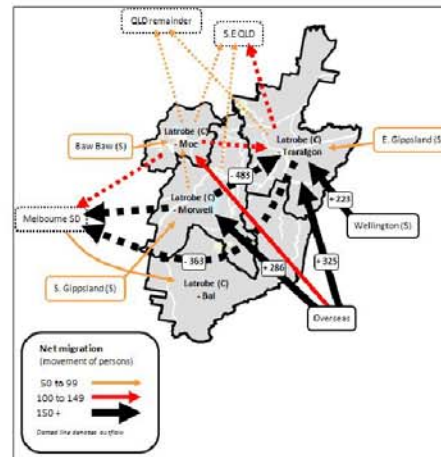 QLD remainder
S.E QLD
Latrobe (C)
- Moe
Baw Baw (S)
Latrobe (C)
- Traralgon
E. Gippsland (S)
- 483
+223
Latrobe (C)
- Morwell
Melbourne SD
Wellington (S)
- 363
+286
+325
S. Gippsland (S)
Latrobe (C)
- Bal
Overseas
Net migration
(movement of persons)
50 to 99
100 to 149
150 +
Dotted line denotes outflow